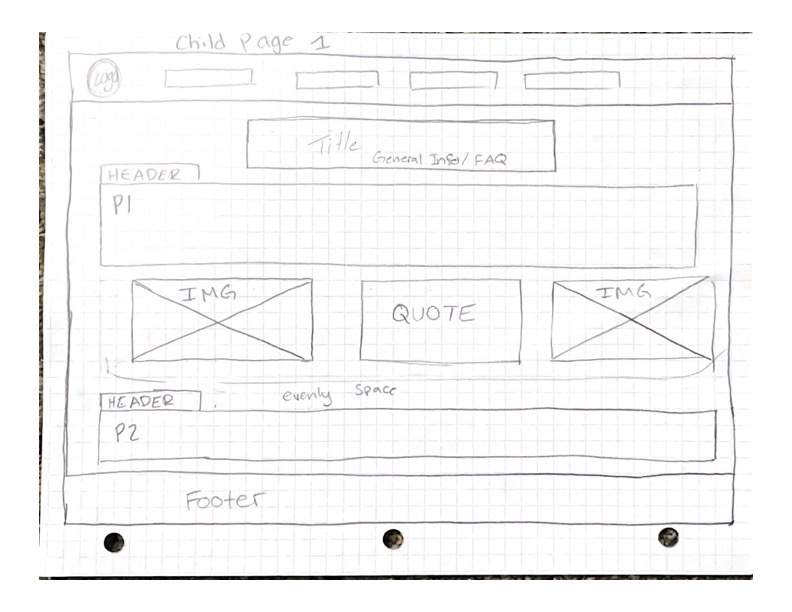 Child Page 1
Logo
Title
General Info/FAQ
HEADER
P1
IMG
QUOTE
IMG
evenly space
HEADER
P2
Footer